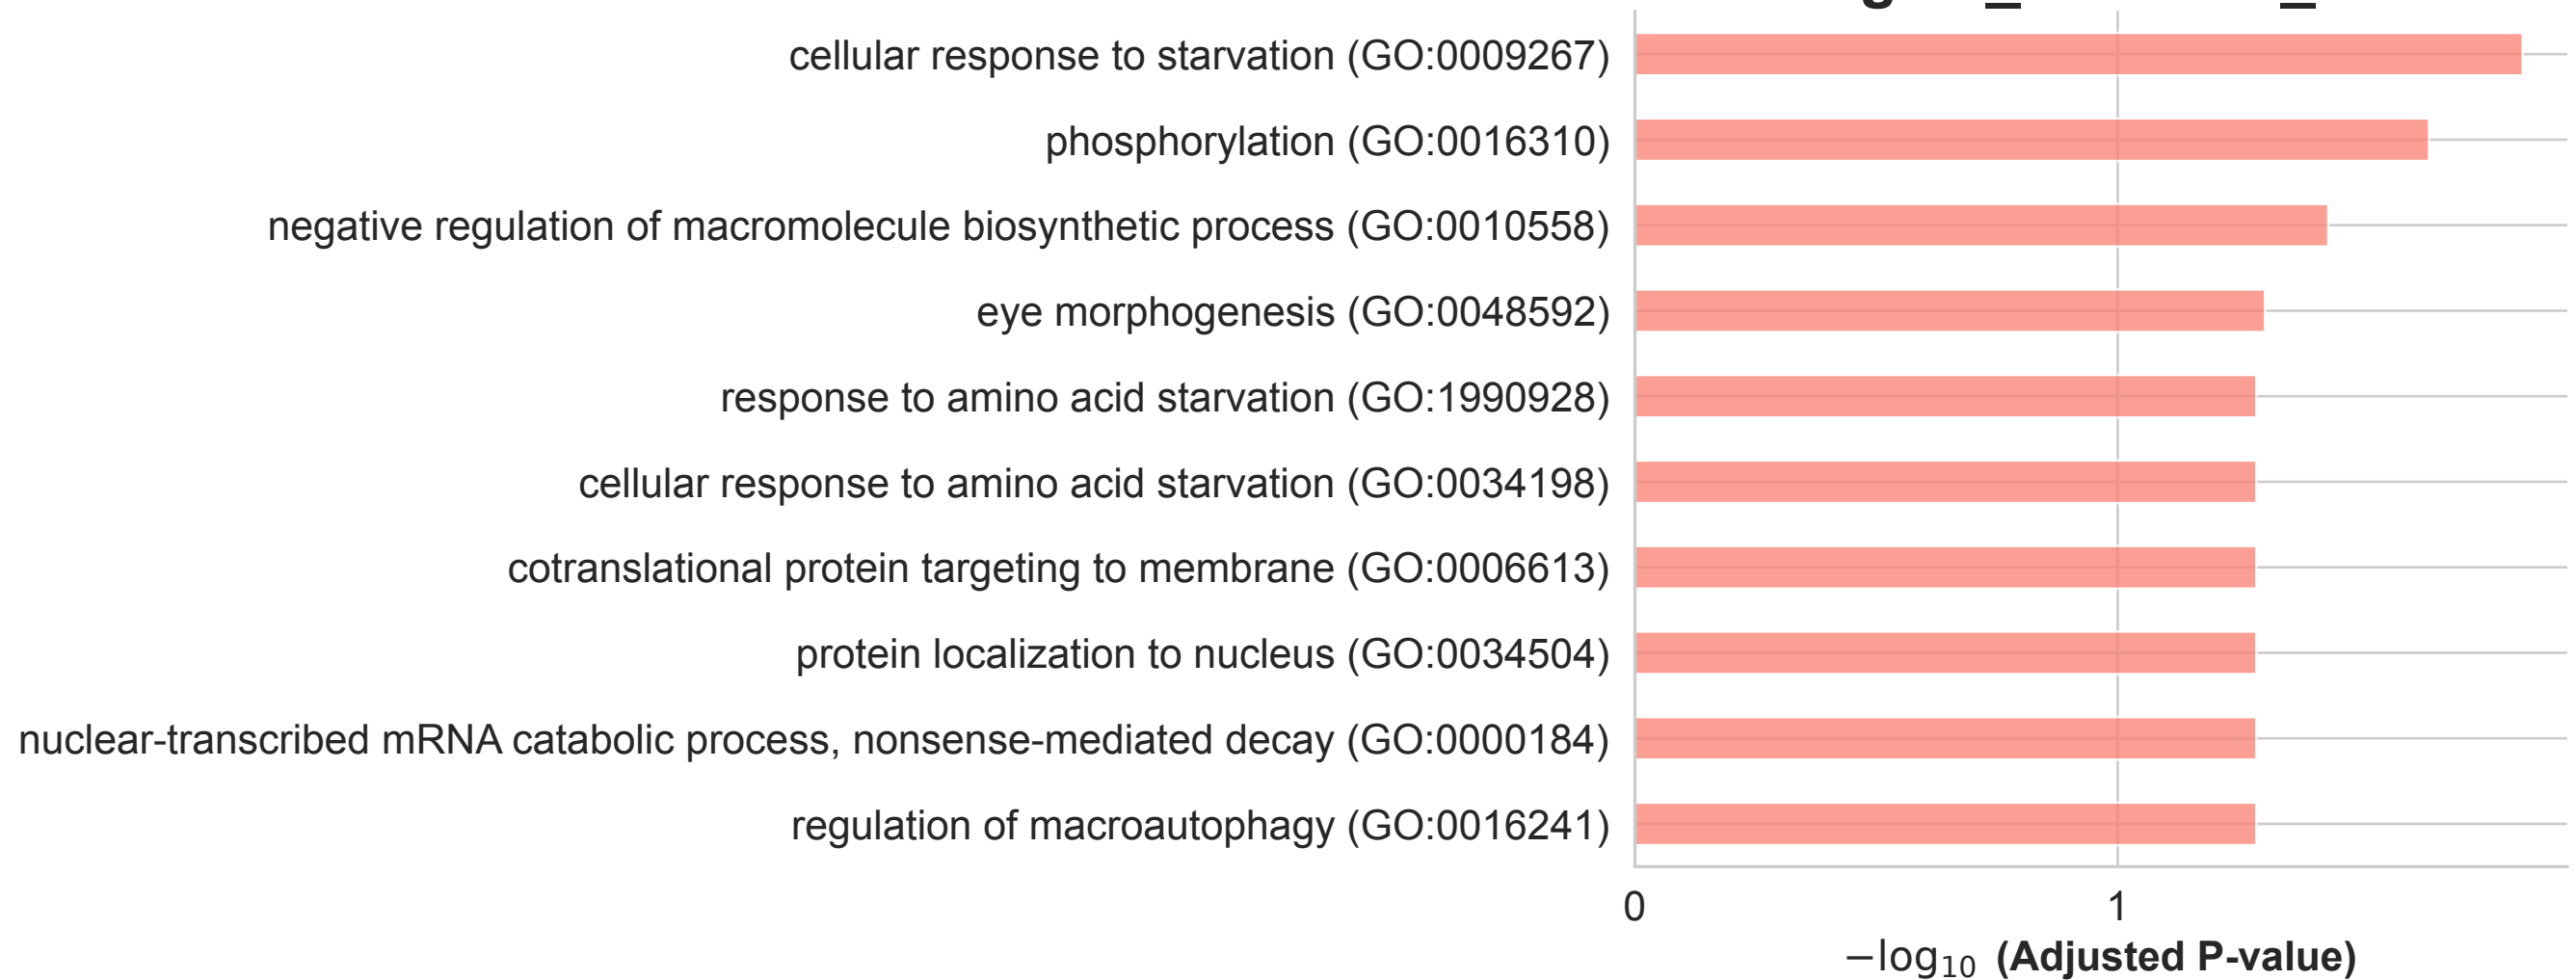 cellular response to starvation (GO:0009267)
phosphorylation (GO:0016310)
negative regulation of macromolecule biosynthetic process (GO:0010558)
eye morphogenesis (GO:0048592)
response to amino acid starvation (GO:1990928)
cellular response to amino acid starvation (GO:0034198)
cotranslational protein targeting to membrane (GO:0006613)
protein localization to nucleus (GO:0034504)
nuclear-transcribed mRNA catabolic process, nonsense-mediated decay (GO:0000184)
regulation of macroautophagy (GO:0016241)
0 1
−log₁₀ (Adjusted P-value)